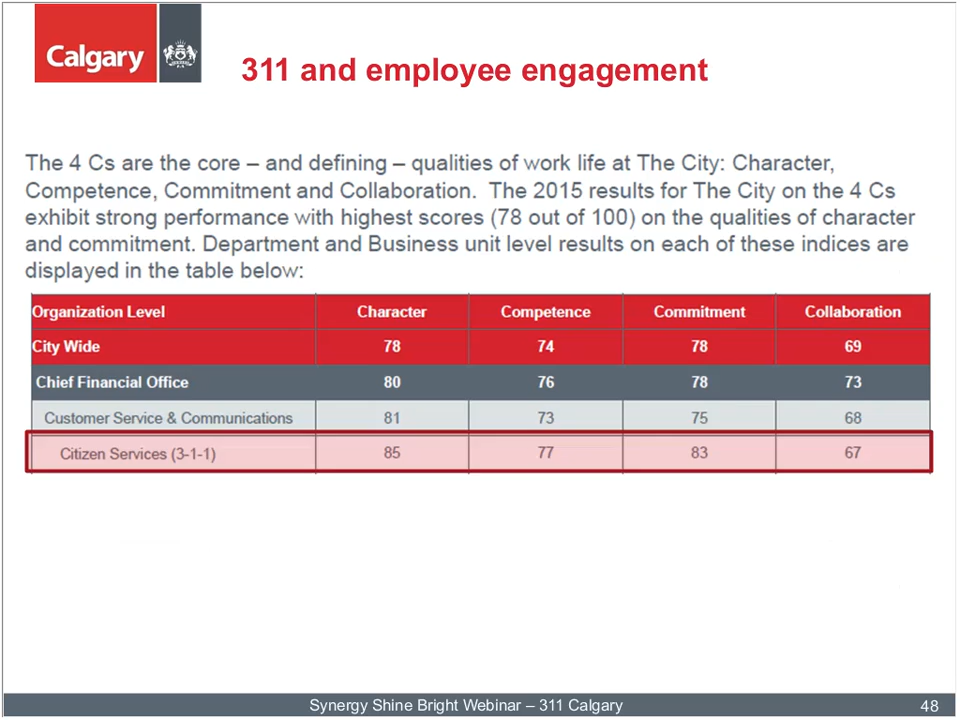 Calgary
311 and employee engagement
The 4 Cs are the core – and defining – qualities of work life at The City: Character,
Competence, Commitment and Collaboration. The 2015 results for The City on the 4 Cs
exhibit strong performance with highest scores (78 out of 100) on the qualities of character
and commitment. Department and Business unit level results on each of these indices are
displayed in the table below:
Organization Level Character Competence Commitment Collaboration
City Wide 78 74 78 69
Chief Financial Office 80 76 78 73
Customer Service & Communications 81 73 75 68
Citizen Services (3-1-1) 85 77 83 67
Synergy Shine Bright Webinar – 311 Calgary 48